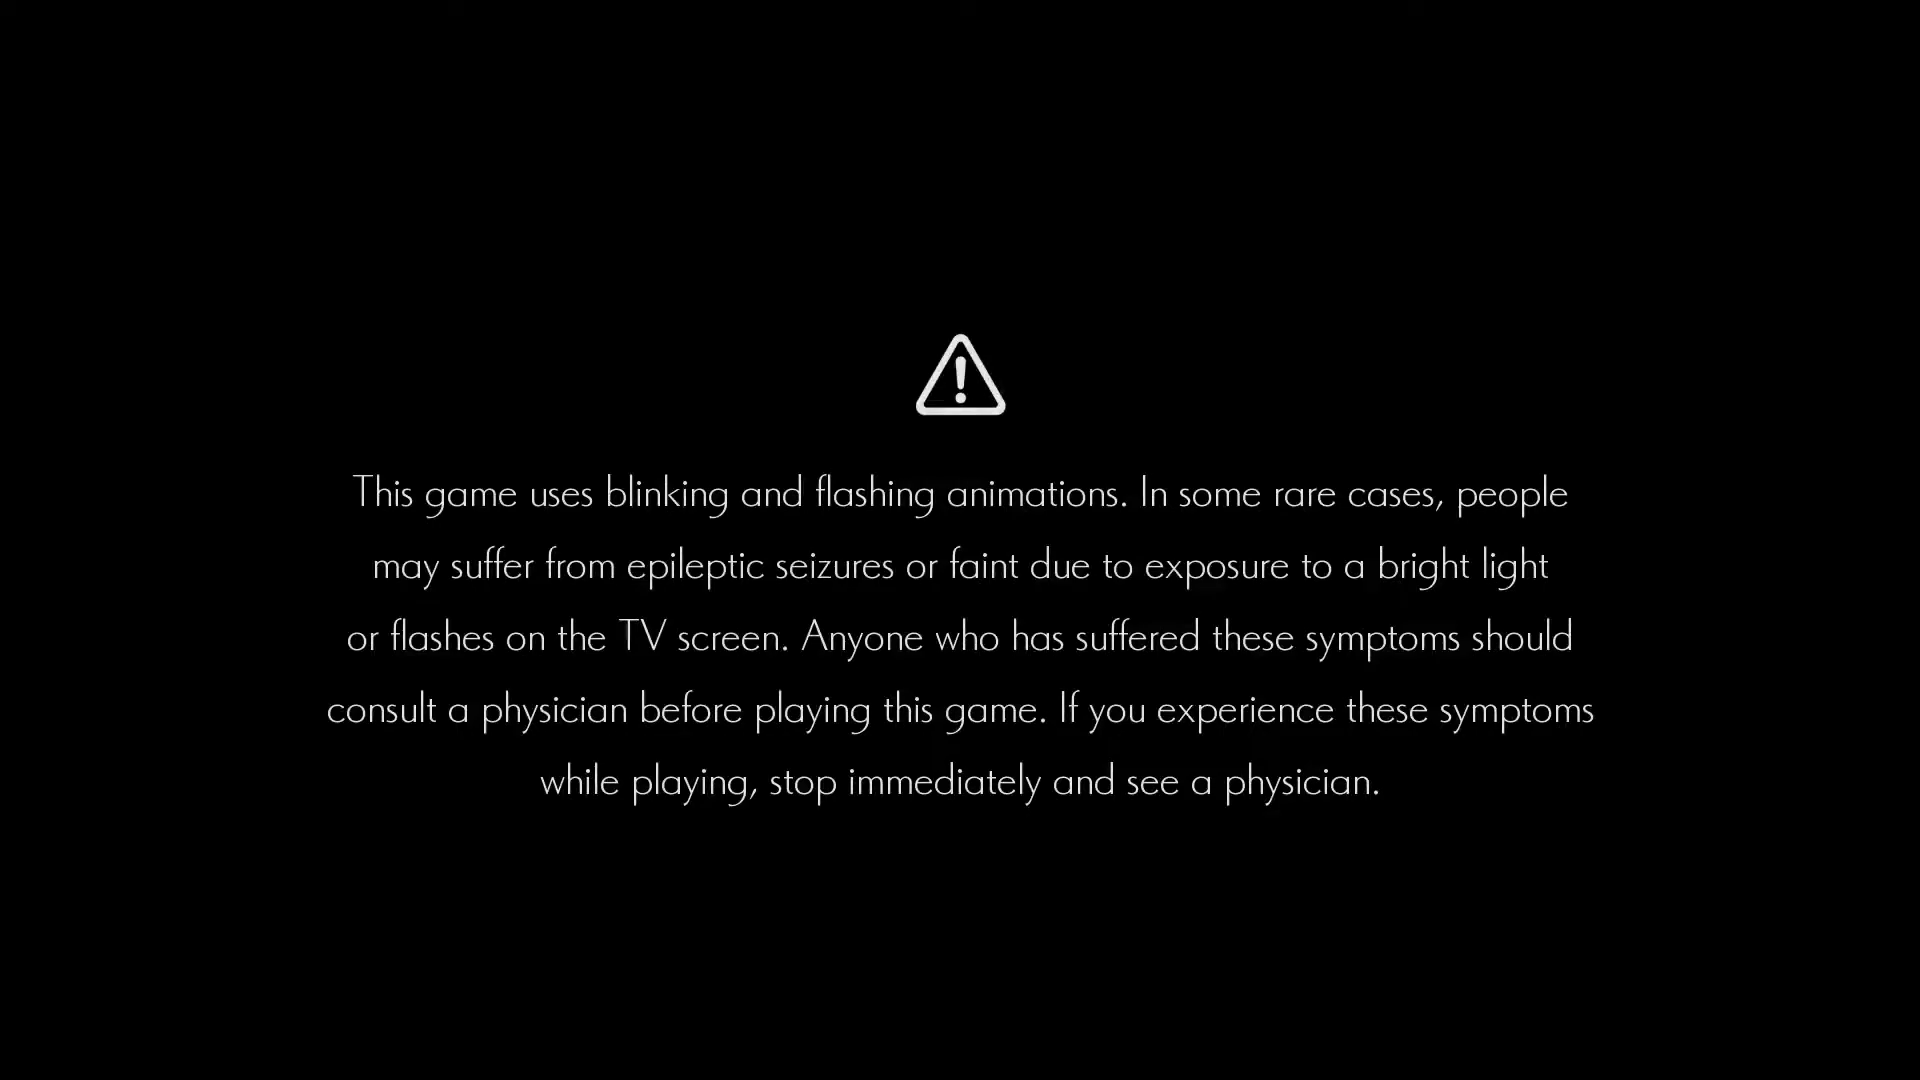 This game uses blinking and flashing animations. In some rare cases, people
may suffer from epileptic seizures or faint due to exposure to a bright light
or flashes on the TV screen. Anyone who has suffered these symptoms should
consult a physician before playing this game. If you experience these symptoms
while playing, stop immediately and see a physician.